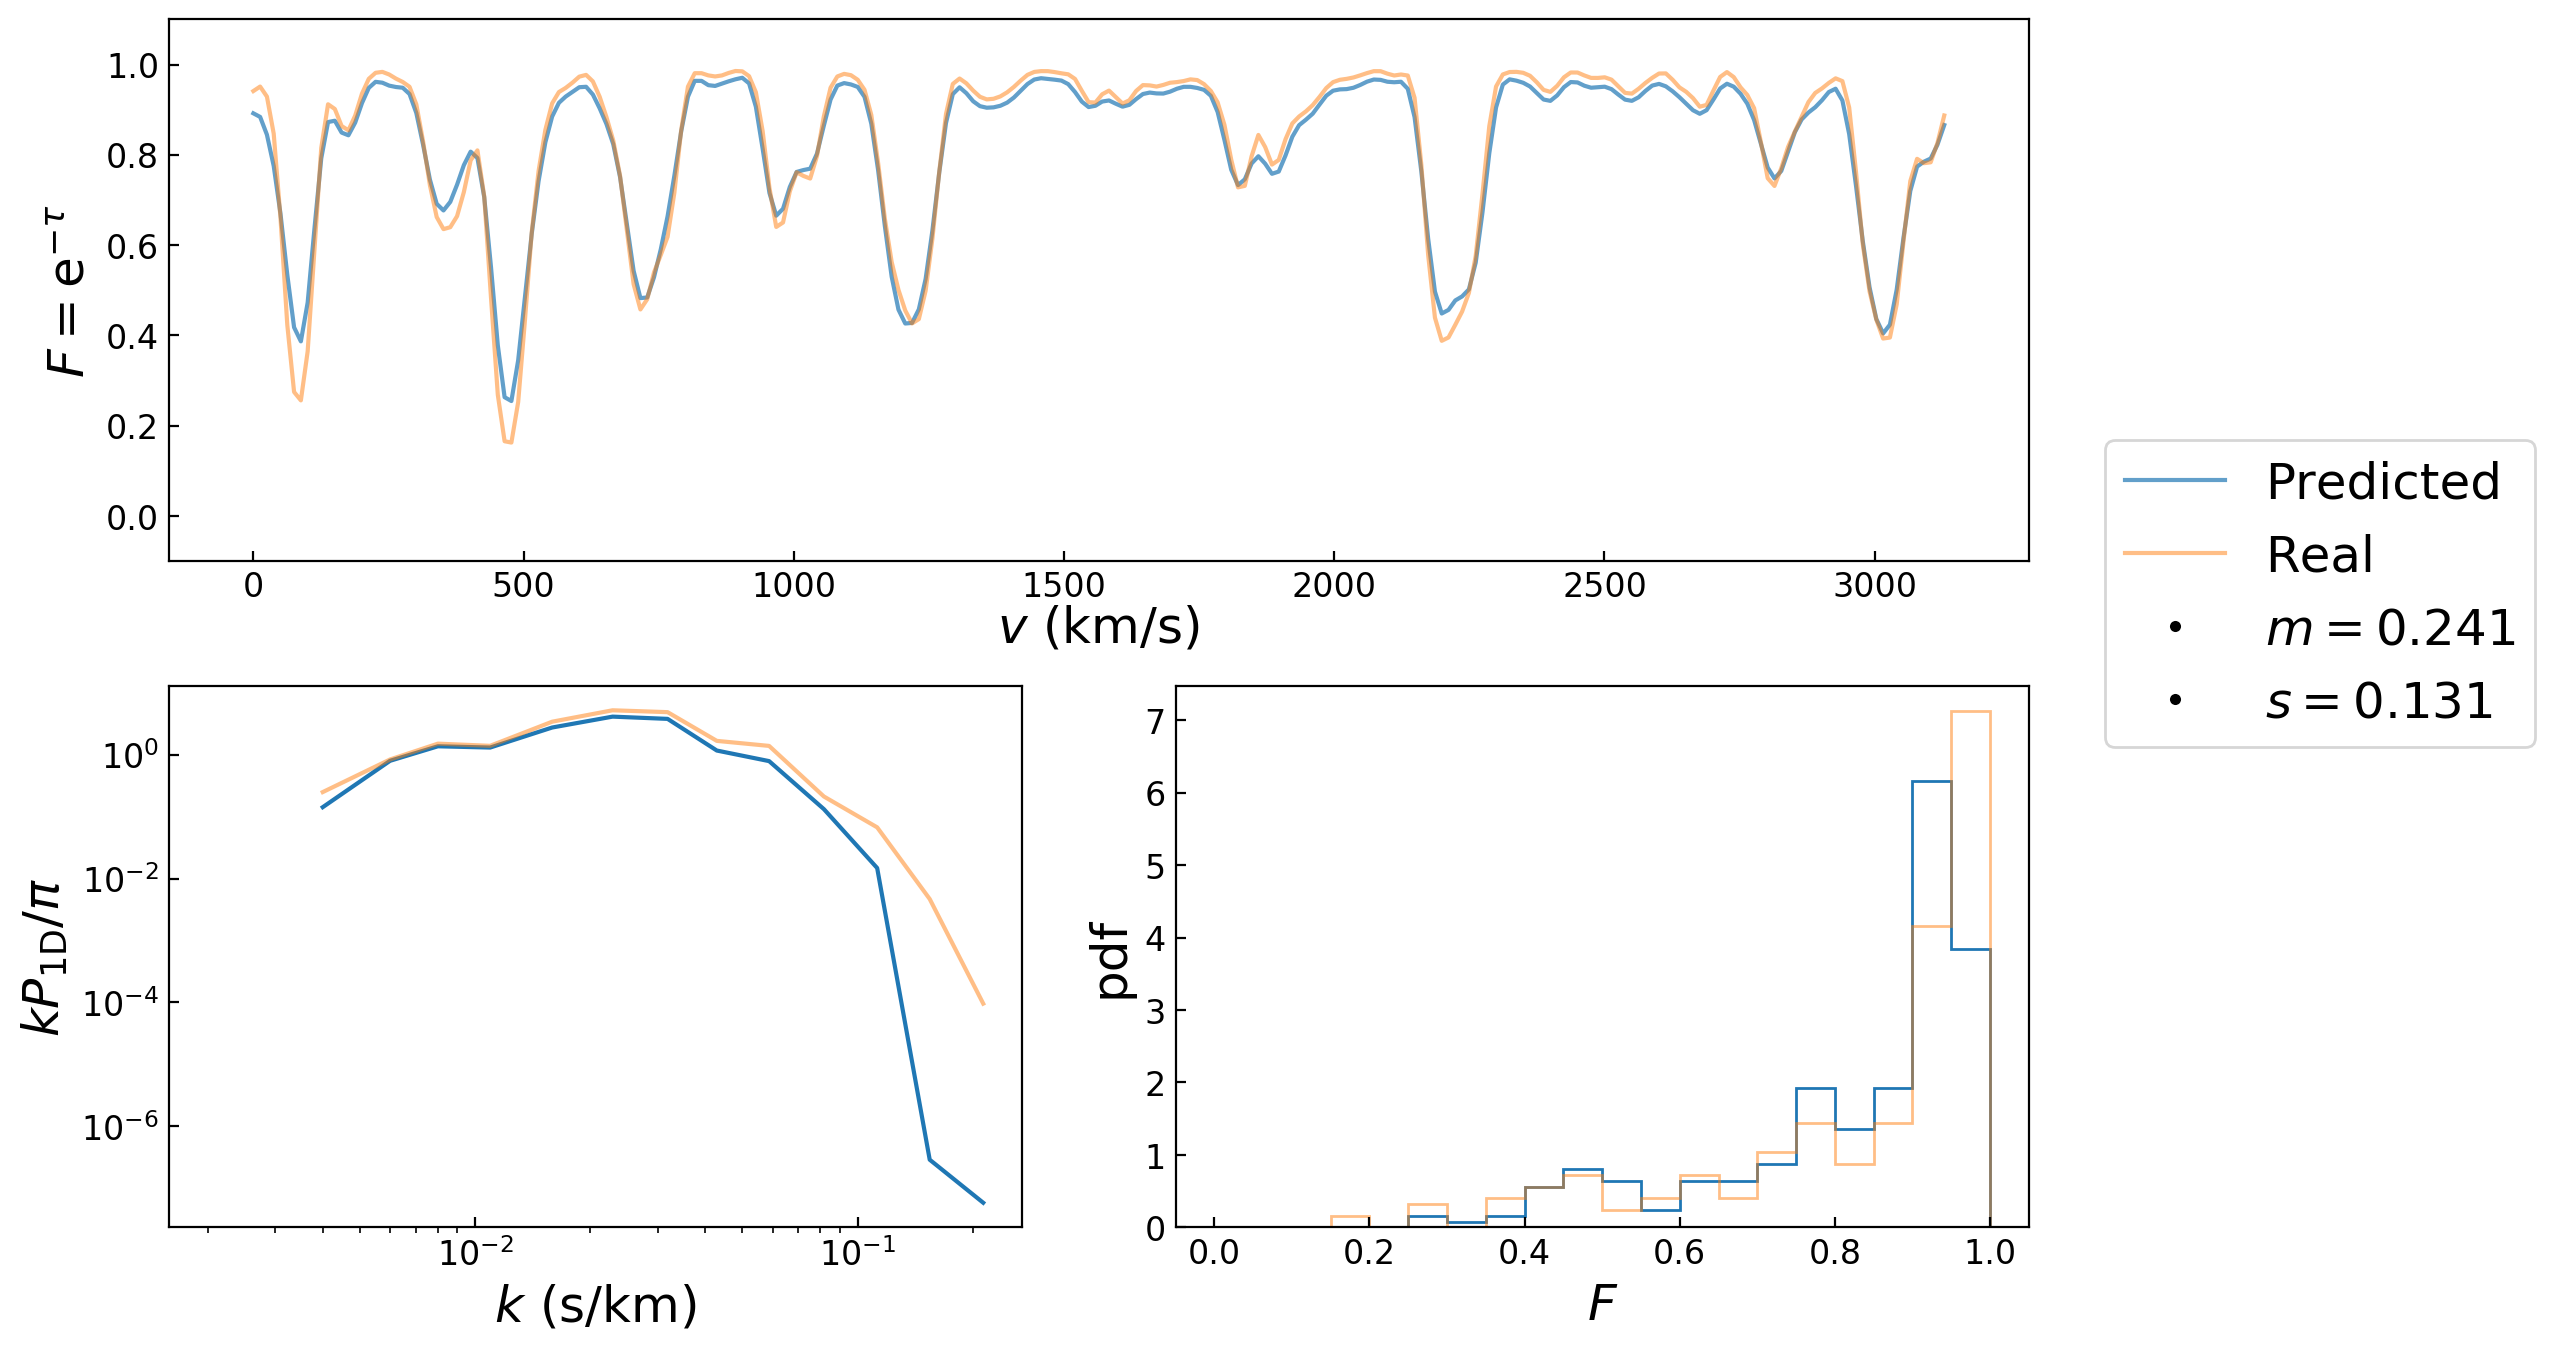 1.0
0.8
0.6
0.4
0.2
0.0
F = e^{−τ}
0 500 1000 1500 2000 2500 3000
v (km/s)
Predicted
Real
m = 0.241
s = 0.131
10^0
10^{−2}
10^{−4}
10^{−6}
kP_{1D}/π
10^{−2} 10^{−1}
k (s/km)
7
6
5
4
3
2
1
0
pdf
0.0 0.2 0.4 0.6 0.8 1.0
F